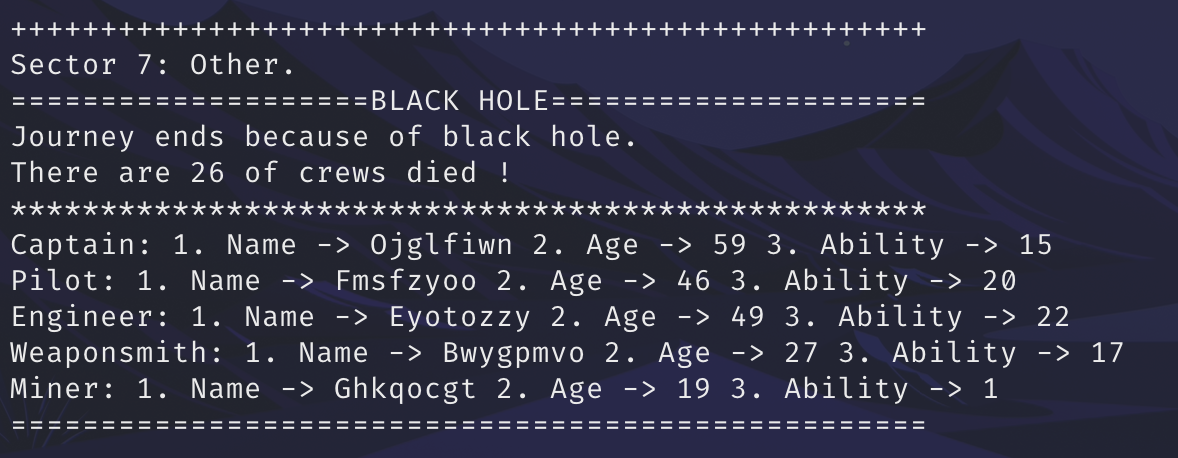 +++++++++++++++++++++++++++++++++++++++++++++++++++
Sector 7: Other.
====================BLACK HOLE=====================
Journey ends because of black hole.
There are 26 of crews died !
***************************************************
Captain: 1. Name -> Ojglfiwn 2. Age -> 59 3. Ability -> 15
Pilot: 1. Name -> Fmsfzyoo 2. Age -> 46 3. Ability -> 20
Engineer: 1. Name -> Eyotozzy 2. Age -> 49 3. Ability -> 22
Weaponsmith: 1. Name -> Bwygpmvo 2. Age -> 27 3. Ability -> 17
Miner: 1. Name -> Ghkqocgt 2. Age -> 19 3. Ability -> 1
===================================================